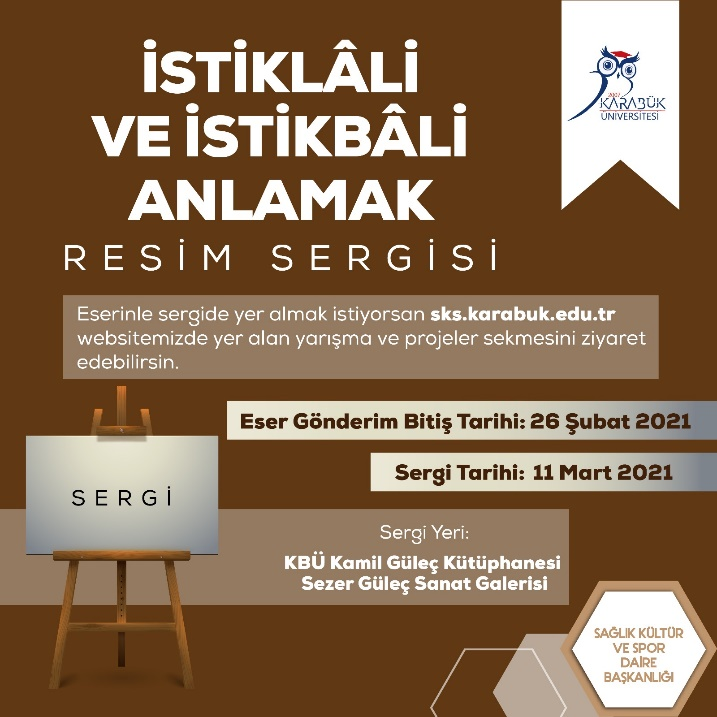 İSTİKLÂLİ
VE İSTİKBÂLİ
ANLAMAK
RESİM SERGİSİ
2007
KARABÜK
ÜNİVERSİTESİ
Eserinle sergide yer almak istiyorsan sks.karabuk.edu.tr
websitemizde yer alan yarışma ve projeler sekmesini ziyaret
edebilirsin.
Eser Gönderim Bitiş Tarihi: 26 Şubat 2021
Sergi Tarihi: 11 Mart 2021
SERGİ
Sergi Yeri:
KBÜ Kamil Güleç Kütüphanesi
Sezer Güleç Sanat Galerisi
SAĞLIK KÜLTÜR
VE SPOR
DAİRE
BAŞKANLIĞI